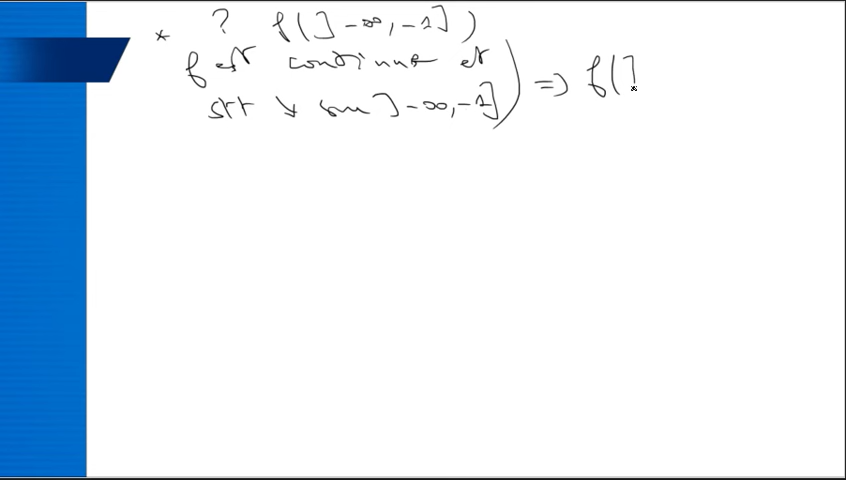 * ? f(]-∞,-1])
f est continue et
str ↘ sur ]-∞,-1]) => f(]